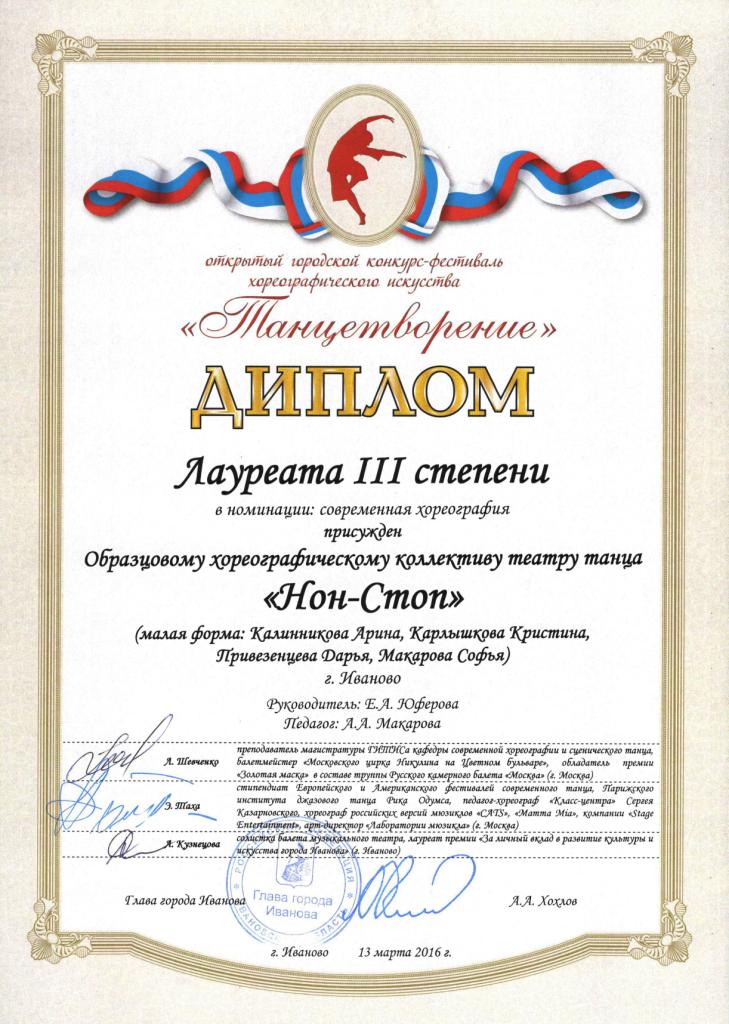 открытый городской конкурс-фестиваль
хореографического искусства
«Танцетворение»
ДИПЛОМ
Лауреата III степени
в номинации: современная хореография
присужден
Образцовому хореографическому коллективу театру танца
«Нон-Стоп»
(малая форма: Калинникова Арина, Карлышкова Кристина,
Привезенцева Дарья, Макарова Софья)
г. Иваново
Руководитель: Е.А. Юферова
Педагог: А.А. Макарова
Л. Шевченко
преподаватель магистратуры ГИТИСа кафедры современной хореографии и сценического танца,
балетмейстер «Московского цирка Никулина на Цветном бульваре», обладатель премии
«Золотая маска» в составе труппы Русского камерного балета «Москва» (г. Москва)
Э. Таха
стипендиат Европейского и Американского фестивалей современного танца, Парижского
института джазового танца Рика Одумса, педагог-хореограф «Класс-центра» Сергея
Казарновского, хореограф российских версий мюзиклов «CATS», «Mamma Mia», компании «Stage
Entertainment», арт-директор «Лаборатории мюзикла» (г. Москва)
А. Кузнецова
солистка балета музыкального театра, лауреат премии «За личный вклад в развитие культуры и
искусства города Иванова» (г. Иваново)
Глава города
Иванова
Глава города Иванова
А.А. Хохлов
г. Иваново 13 марта 2016 г.